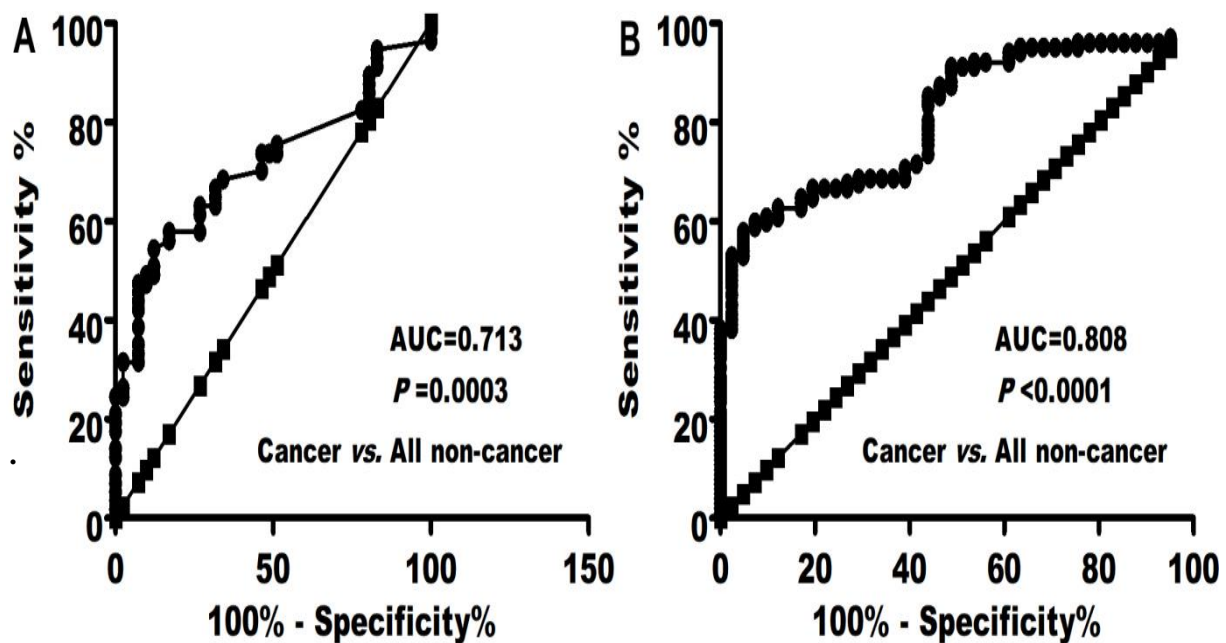 A
Sensitivity %
100
80
60
40
20
0
AUC=0.713
P=0.0003
Cancer vs. All non-cancer
0 50 100 150
100% - Specificity%
B
Sensitivity %
100
80
60
40
20
0
AUC=0.808
P<0.0001
Cancer vs. All non-cancer
0 20 40 60 80 100
100% - Specificity%